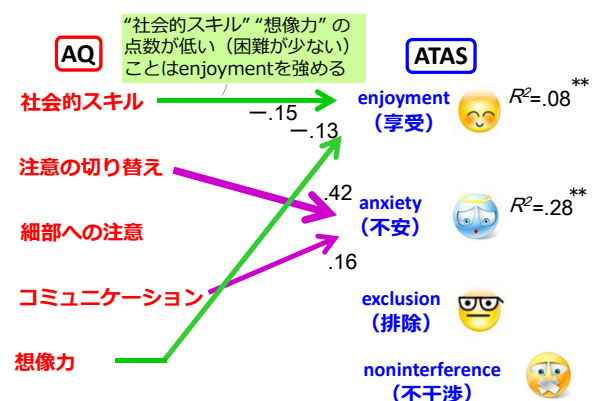 “社会的スキル” “想像力” の
点数が低い（困難が少ない）
ことはenjoymentを強める
AQ
ATAS
社会的スキル
enjoyment
（享受）
R²=.08**
ー.15
ー.13
注意の切り替え
.42
anxiety
（不安）
R²=.28**
細部への注意
.16
コミュニケーション
exclusion
（排除）
想像力
noninterference
（不干渉）